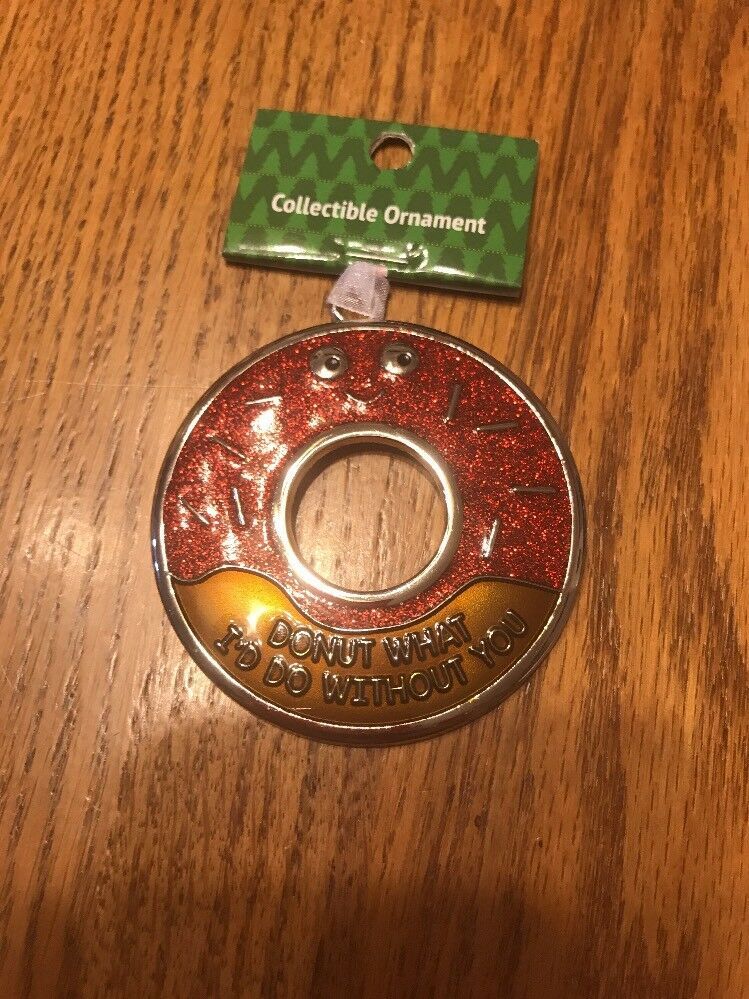 Collectible Ornament
DONUT WHAT
I'D DO WITHOUT YOU